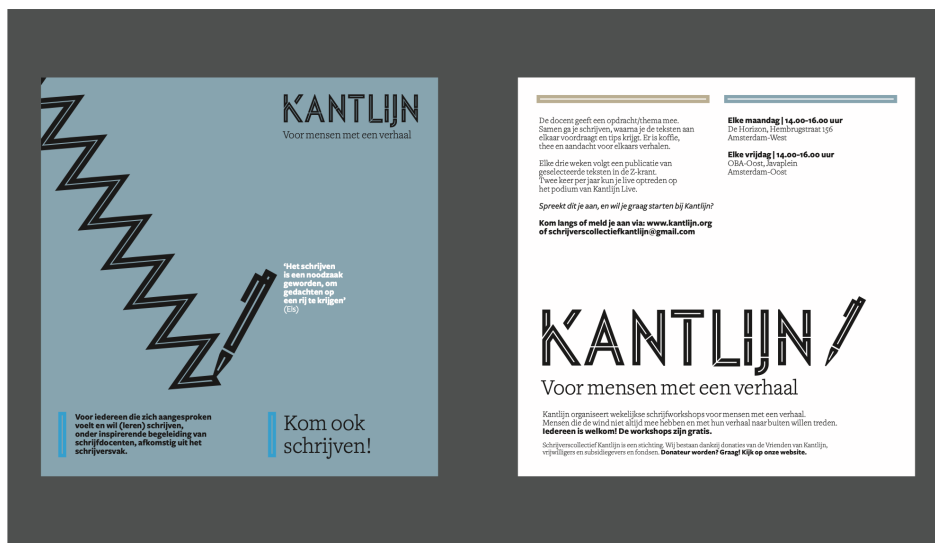 KANTLIJN
Voor mensen met een verhaal
'Het schrijven
is een noodzaak
geworden, om
gedachten op
een rij te krijgen'
(Els)
Voor iedereen die zich aangesproken
voelt en wil (leren) schrijven,
onder inspirerende begeleiding van
schrijfdocenten, afkomstig uit het
schrijversvak.
Kom ook
schrijven!
De docent geeft een opdracht/thema mee.
Samen ga je schrijven, waarna je de teksten aan
elkaar voordraagt en tips krijgt. Er is koffie,
thee en aandacht voor elkaars verhalen.
Elke drie weken volgt een publicatie van
geselecteerde teksten in de Z-krant.
Twee keer per jaar kun je live optreden op
het podium van Kantlijn Live.
Spreekt dit je aan, en wil je graag starten bij Kantlijn?
Kom langs of meld je aan via: www.kantlijn.org
of schrijverscollectiefkantlijn@gmail.com
Elke maandag | 14.00-16.00 uur
De Horizon, Hembrugstraat 156
Amsterdam-West
Elke vrijdag | 14.00-16.00 uur
OBA-Oost, Javaplein
Amsterdam-Oost
KANTLIJN
Voor mensen met een verhaal
Kantlijn organiseert wekelijkse schrijfworkshops voor mensen met een verhaal.
Mensen die de wind niet altijd mee hebben en met hun verhaal naar buiten willen treden.
Iedereen is welkom! De workshops zijn gratis.
Schrijverscollectief Kantlijn is een stichting. Wij bestaan dankzij donaties van de Vrienden van Kantlijn,
vrijwilligers en subsidiegevers en fondsen. Donateur worden? Graag! Kijk op onze website.